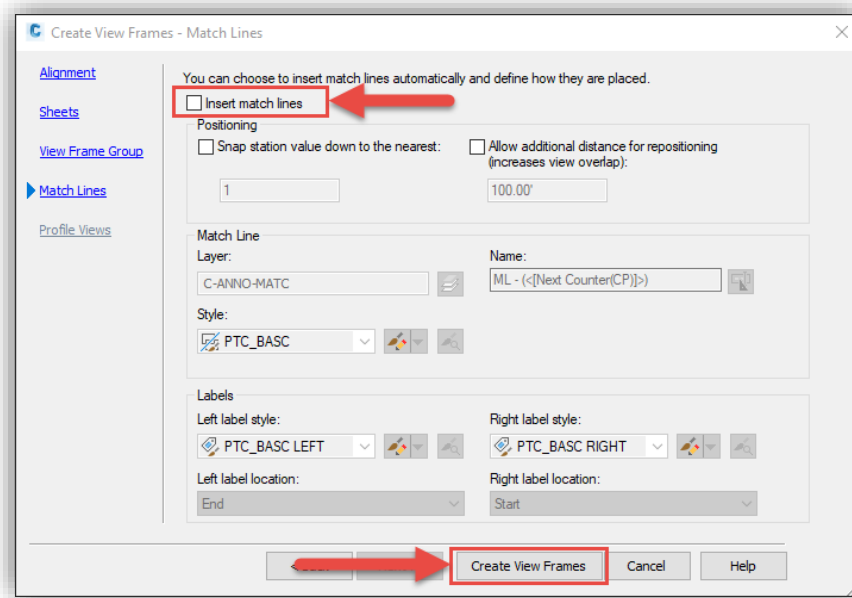 C Create View Frames - Match Lines
Alignment
Sheets
View Frame Group
Match Lines
Profile Views
You can choose to insert match lines automatically and define how they are placed.
Insert match lines
Positioning
Snap station value down to the nearest:
Allow additional distance for repositioning
(increases view overlap):
1
100.00'
Match Line
Layer:
Name:
C-ANNO-MATC
ML - (<[Next Counter(CP)]>)
Style:
PTC_BASC
Labels
Left label style:
Right label style:
PTC_BASC LEFT
PTC_BASC RIGHT
Left label location:
Right label location:
End
Start
Create View Frames
Cancel
Help